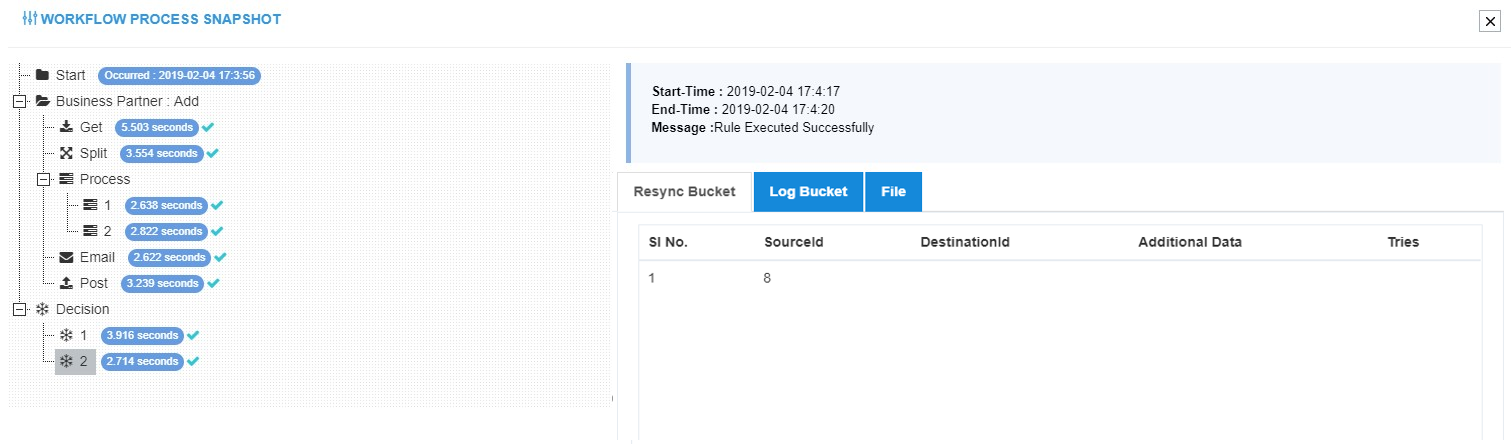 WORKFLOW PROCESS SNAPSHOT
Start Occurred : 2019-02-04 17:3:56
Business Partner : Add
Get 5.503 seconds
Split 3.554 seconds
Process
1 2.638 seconds
2 2.822 seconds
Email 2.622 seconds
Post 3.239 seconds
Decision
1 3.916 seconds
2 2.714 seconds
Start-Time : 2019-02-04 17:4:17
End-Time : 2019-02-04 17:4:20
Message :Rule Executed Successfully
Resync Bucket Log Bucket File
Sl No. SourceId DestinationId Additional Data Tries
1 8